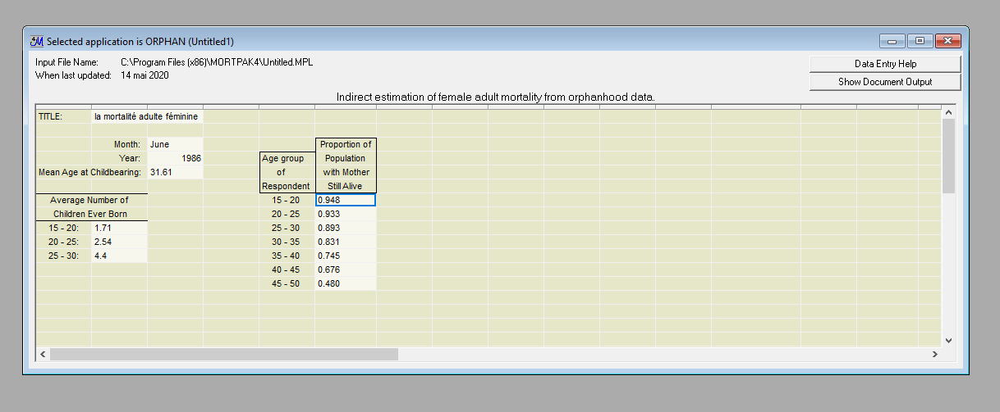 Selected application is ORPHAN (Untitled1)
Input File Name: C:\Program Files (x86)\MORTPAK4\Untitled.MPL
Data Entry Help
When last updated: 14 mai 2020
Show Document Output
Indirect estimation of female adult mortality from orphanhood data.
TITLE: la mortalité adulte féminine
Month: June
Year: 1986
Mean Age at Childbearing: 31.61
Average Number of
Children Ever Born
15 - 20: 1.71
20 - 25: 2.54
25 - 30: 4.4
Age group
of
Respondent
Proportion of
Population
with Mother
Still Alive
15 - 20 0.948
20 - 25 0.933
25 - 30 0.893
30 - 35 0.831
35 - 40 0.745
40 - 45 0.676
45 - 50 0.480